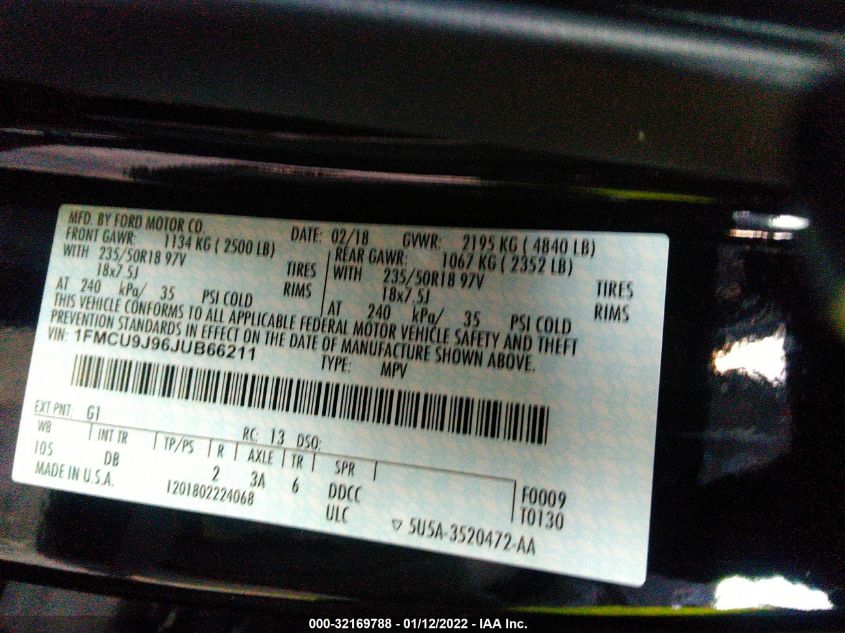 MFD. BY FORD MOTOR CO.
DATE: 02/18 GVWR: 2195 KG ( 4840 LB)
FRONT GAWR: 1134 KG ( 2500 LB) REAR GAWR: 1067 KG ( 2352 LB)
WITH 235/50R18 97V TIRES WITH 235/50R18 97V TIRES
18x7.5J RIMS 18x7.5J RIMS
AT 240 kPa/ 35 PSI COLD AT 240 kPa/ 35 PSI COLD
THIS VEHICLE CONFORMS TO ALL APPLICABLE FEDERAL MOTOR VEHICLE SAFETY AND THEFT
PREVENTION STANDARDS IN EFFECT ON THE DATE OF MANUFACTURE SHOWN ABOVE.
VIN: 1FMCU9J96JUB66211
TYPE: MPV
EXT PNT: G1 RC: 13 DSO:
WB INT TR TP/PS R AXLE TR SPR
105 DB 2 3A 6 DDCC F0009
MADE IN U.S.A. 1201802224068 ULC T0130
5U5A-3520472-AA
000-32169788 - 01/12/2022 - IAA Inc.